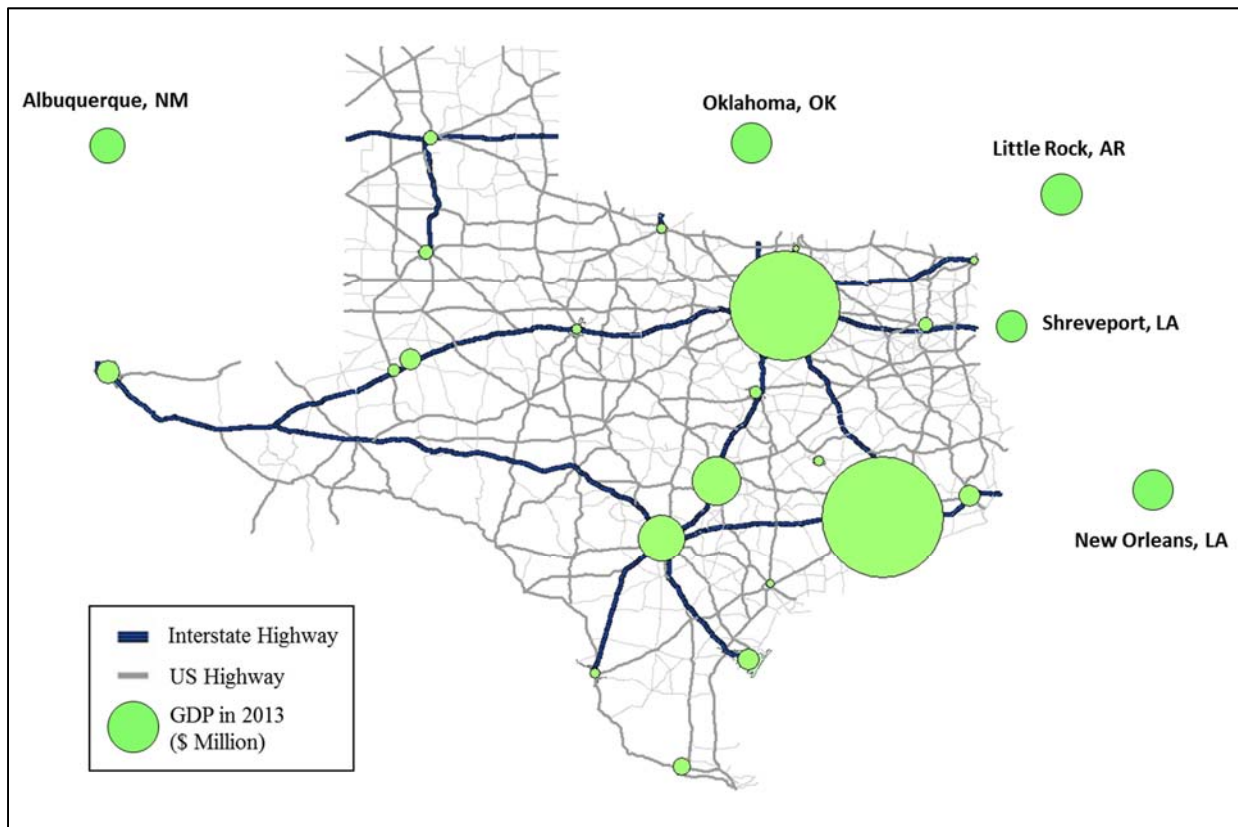 Albuquerque, NM
Oklahoma, OK
Little Rock, AR
Shreveport, LA
New Orleans, LA
Interstate Highway
US Highway
GDP in 2013
($ Million)